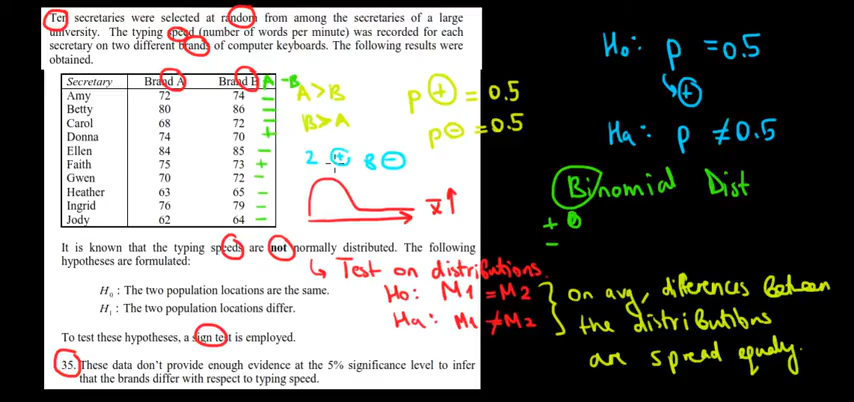 Ten secretaries were selected at random from among the secretaries of a large
university. The typing speed (number of words per minute) was recorded for each
secretary on two different brands of computer keyboards. The following results were
obtained.
Secretary Brand A Brand B A -B
Amy 72 74 -
Betty 80 86 -
Carol 68 72 -
Donna 74 70 +
Ellen 84 85 -
Faith 75 73 +
Gwen 70 72 -
Heather 63 65 -
Ingrid 76 79 -
Jody 62 64 -
A > B
B > A
p + = 0.5
p - = 0.5
2 + 8 -
x̄ ↑
It is known that the typing speeds are not normally distributed. The following
hypotheses are formulated:
H₀ : The two population locations are the same.
H₁ : The two population locations differ.
To test these hypotheses, a sign test is employed.
35. These data don't provide enough evidence at the 5% significance level to infer
that the brands differ with respect to typing speed.
↳ Test on distributions.
Ho: M1 = M2
Ha: M1 ≠ M2
on avg, differences between
the distributions
are spread equally.
Ho: p = 0.5
↳ +
Ha: p ≠ 0.5
Binomial Dist
+
-